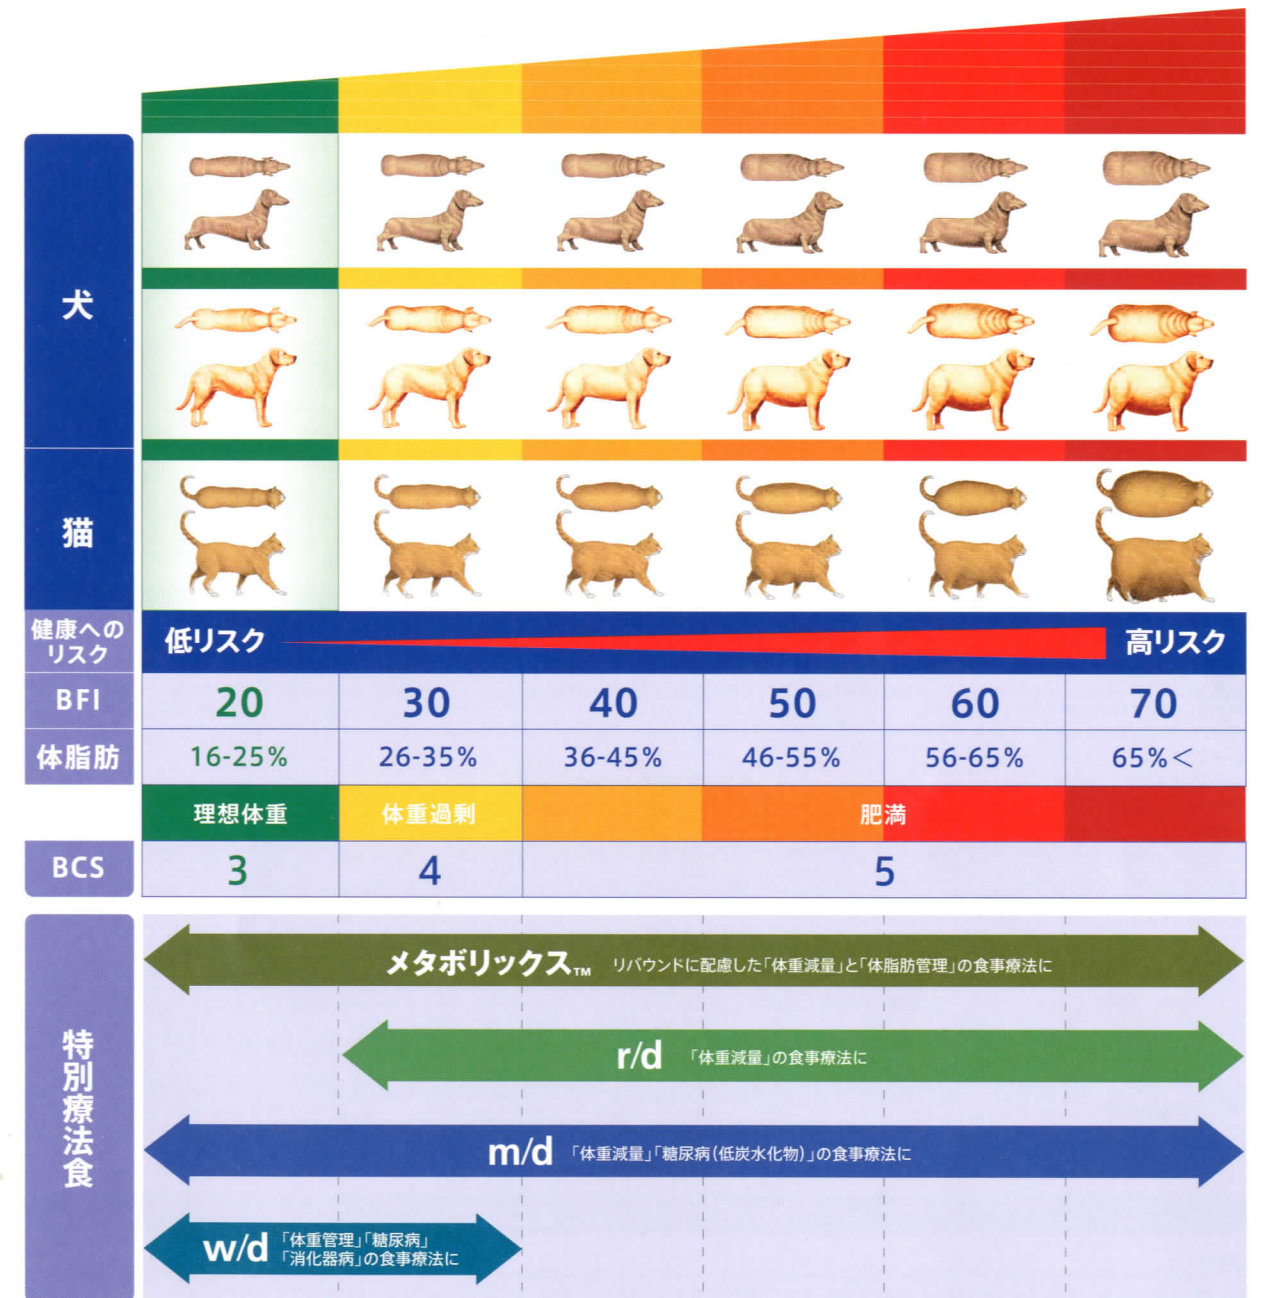 犬
猫
健康への
リスク
低リスク
高リスク
BFI
20
30
40
50
60
70
体脂肪
16-25%
26-35%
36-45%
46-55%
56-65%
65%<
理想体重
体重過剰
肥満
BCS
3
4
5
特別療法食
メタボリックス™ リバウンドに配慮した「体重減量」と「体脂肪管理」の食事療法に
r/d 「体重減量」の食事療法に
m/d 「体重減量」「糖尿病(低炭水化物)」の食事療法に
w/d 「体重管理」「糖尿病」
「消化器病」の食事療法に